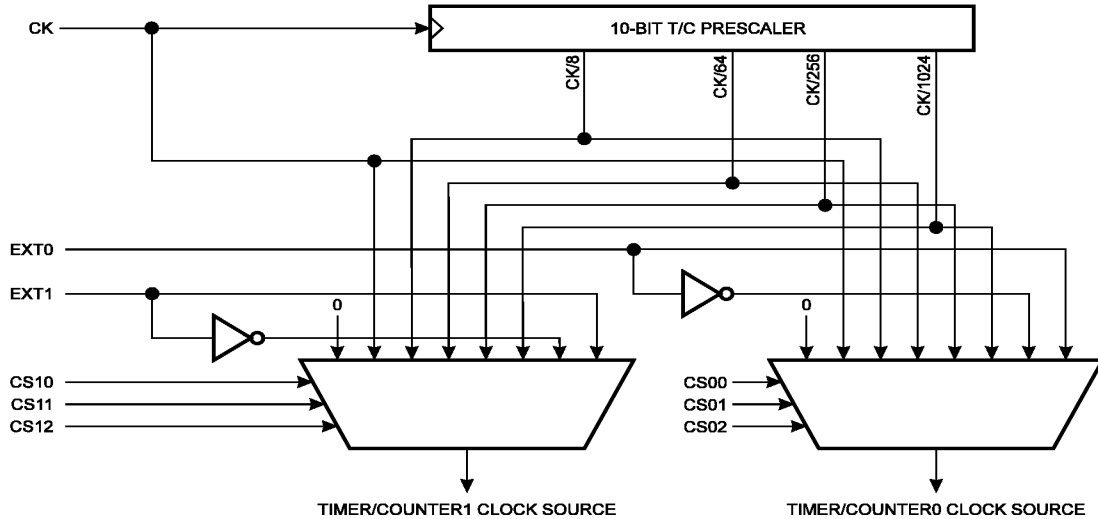 CK
10-BIT T/C PRESCALER
CK/8
CK/64
CK/256
CK/1024
EXT0
EXT1
0
0
CS10
CS11
CS12
CS00
CS01
CS02
TIMER/COUNTER1 CLOCK SOURCE
TIMER/COUNTER0 CLOCK SOURCE